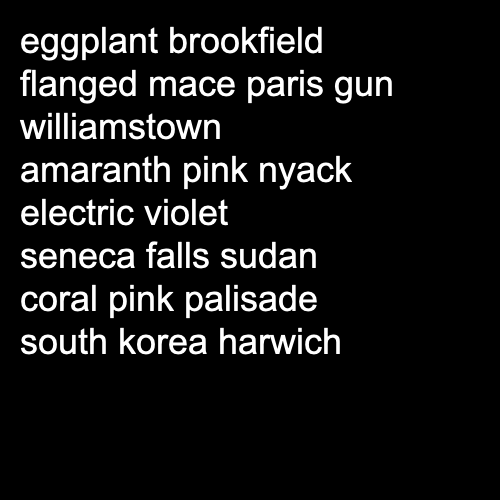 eggplant brookfield
flanged mace paris gun
williamstown
amaranth pink nyack
electric violet
seneca falls sudan
coral pink palisade
south korea harwich